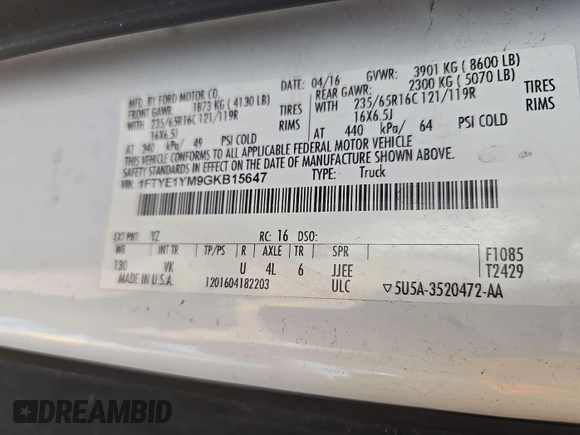 MFD. BY FORD MOTOR CO. DATE: 04/16 GVWR: 3901 KG ( 8600 LB)
FRONT GAWR: 1873 KG ( 4130 LB) REAR GAWR: 2300 KG ( 5070 LB)
WITH 235/65R16C 121/119R TIRES WITH 235/65R16C 121/119R TIRES
16X6.5J RIMS 16X6.5J RIMS
AT 340 kPa/ 49 PSI COLD AT 440 kPa/ 64 PSI COLD
THIS VEHICLE CONFORMS TO ALL APPLICABLE FEDERAL MOTOR VEHICLE
SAFETY STANDARDS IN EFFECT ON THE DATE OF MANUFACTURE SHOWN ABOVE.
VIN: 1FTYE1YM9GKB15647 TYPE: Truck
EXT PNT: YZ RC: 16 DSO:
WB INT TR TP/PS R AXLE TR SPR F1085
130 VK U 4L 6 JJEE T2429
MADE IN U.S.A. 1201604182203 ULC ▽5U5A-3520472-AA
DREAMBID